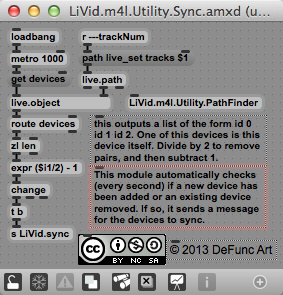 LiVid.m4l.Utility.Sync.amxd (u...
loadbang
r ---trackNum
metro 1000
path live_set tracks $1
get devices
live.path
live.object
LiVid.m4l.Utility.PathFinder
route devices
zl len
expr ($i1/2) - 1
change
t b
s LiVid.sync
this outputs a list of the form id 0
id 1 id 2. One of this devices is this
device itself. Divide by 2 to remove
pairs, and then subtract 1.
This module automatically checks
(every second) if a new device has
been added or an existing device
removed. If so, it sends a message
for the devices to sync.
CC
BY NC SA
© 2013 DeFunc Art